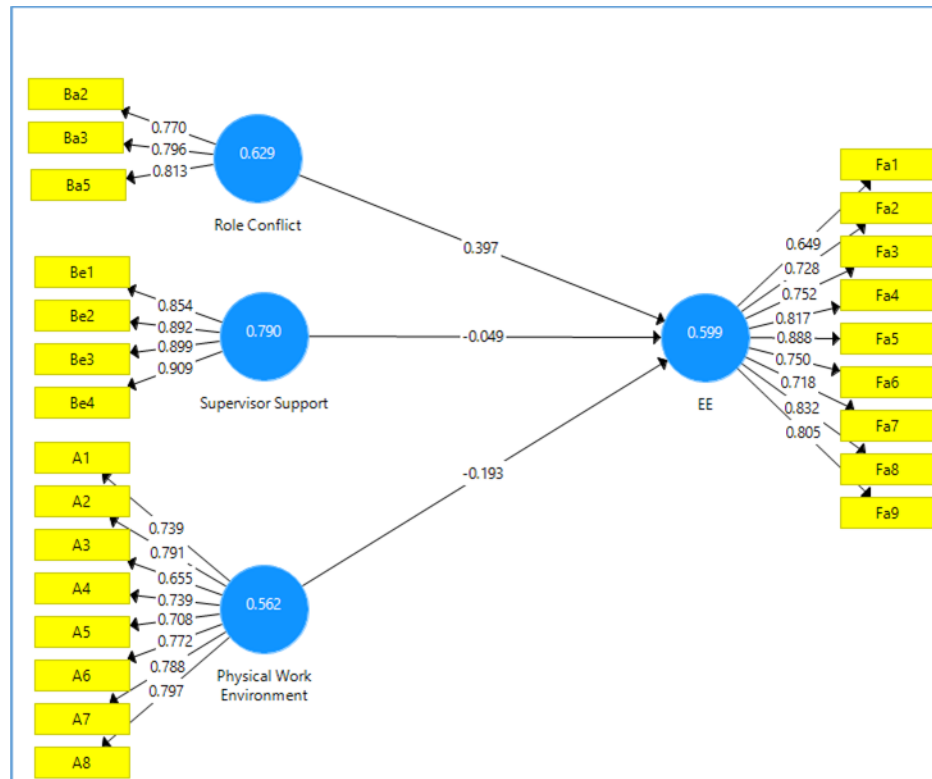 Ba2
Ba3
Ba5
0.770
0.796
0.813
0.629
Role Conflict
0.397
Be1
Be2
Be3
Be4
0.854
0.892
0.899
0.909
0.790
Supervisor Support
-0.049
A1
A2
A3
A4
A5
A6
A7
A8
0.739
0.791
0.655
0.739
0.708
0.772
0.788
0.797
0.562
Physical Work
Environment
-0.193
0.599
EE
0.649
0.728
0.752
0.817
0.888
0.750
0.718
0.832
0.805
Fa1
Fa2
Fa3
Fa4
Fa5
Fa6
Fa7
Fa8
Fa9